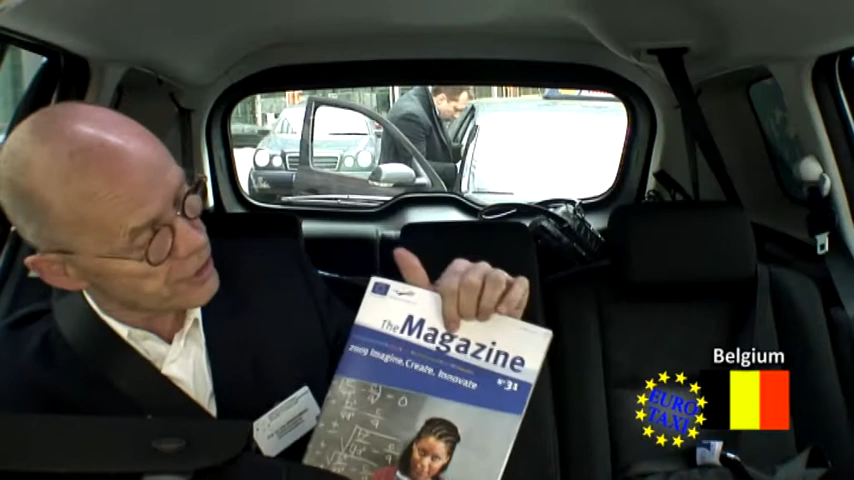 The Magazine
2009 Imagine. Create. Innovate
N° 31
Belgium
EURO
TAXI